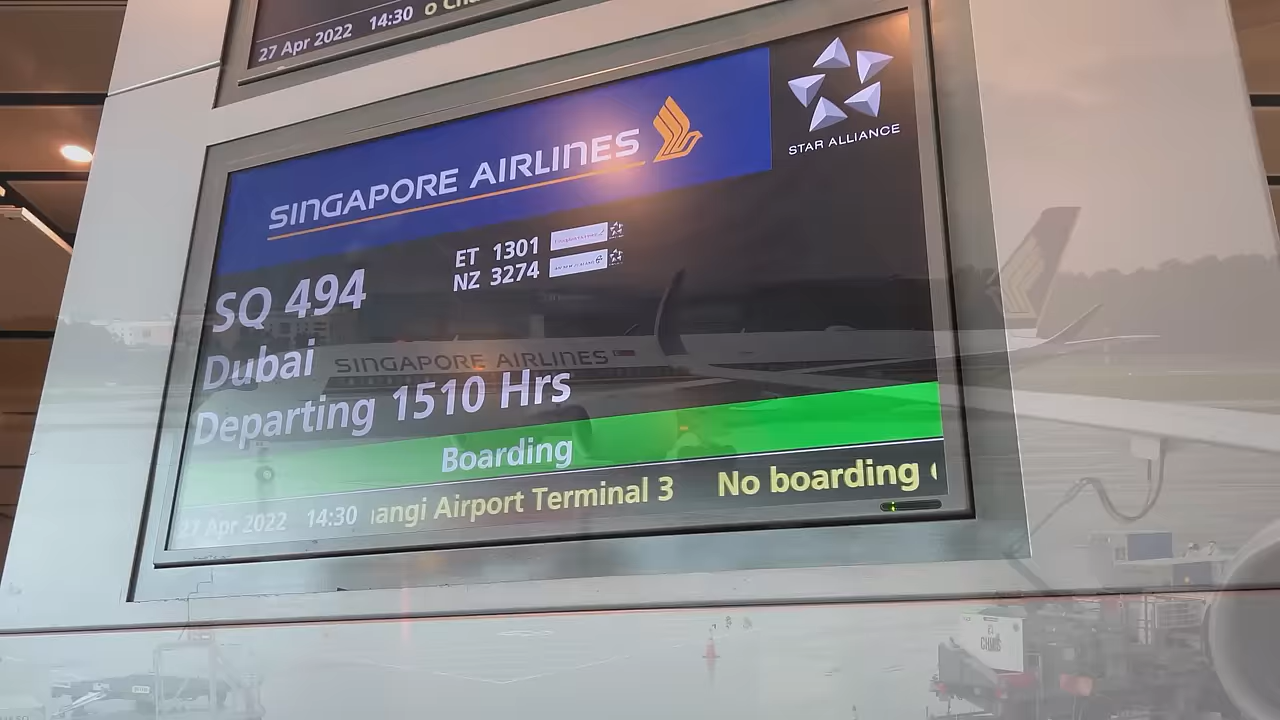 27 Apr 2022 14:30 o Cha
SINGAPORE AIRLINES
STAR ALLIANCE
ET 1301
NZ 3274
SQ 494
Dubai
SINGAPORE AIRLINES
Departing 1510 Hrs
Boarding
27 Apr 2022 14:30 angi Airport Terminal 3 No boarding